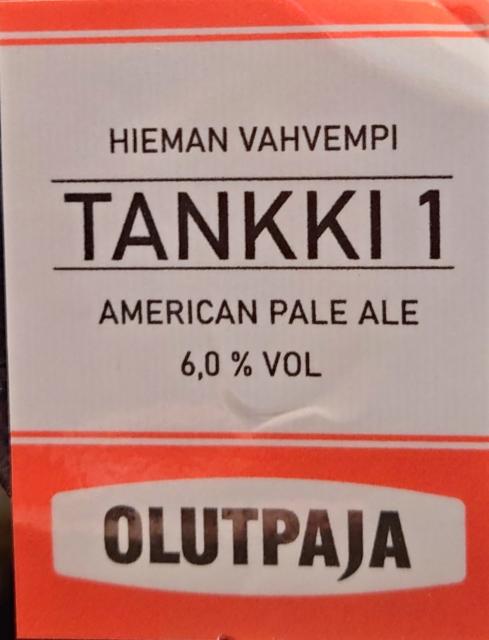 HIEMAN VAHVEMPI
TANKKI 1
AMERICAN PALE ALE
6,0 % VOL
OLUTPAJA